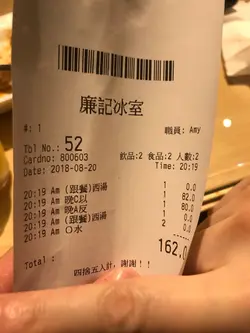 廉記冰室
#: 1 職員: Amy
Tbl No.: 52
Cardno: 800603 飲品:2 食品:2 人數:2
Date: 2018-08-20 Time: 20:19
20:19 Am (跟餐)西湯 1 0.0
20:19 Am 晚C以 1 82.0
20:19 Am 晚A反 1 80.0
20:19 Am (跟餐)西湯 1 0.0
20:19 Am O水 2 0.0
Total : 162.0
四捨五入計, 謝謝!!